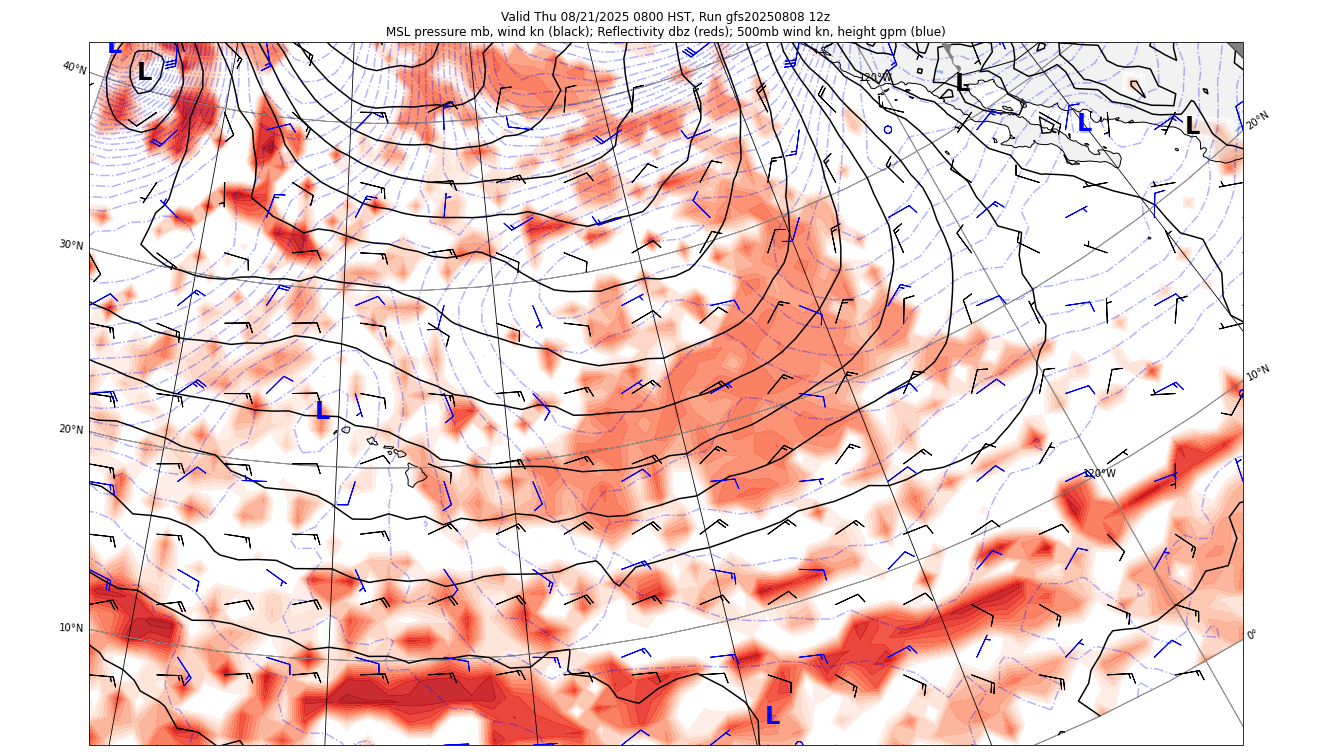 Valid Thu 08/21/2025 0800 HST, Run gfs20250808 12z
MSL pressure mb, wind kn (black); Reflectivity dbz (reds); 500mb wind kn, height gpm (blue)
L
40°N
L
120°W
L
L
L
20°N
30°N
10°N
L
20°N
120°W
10°N
0°
L